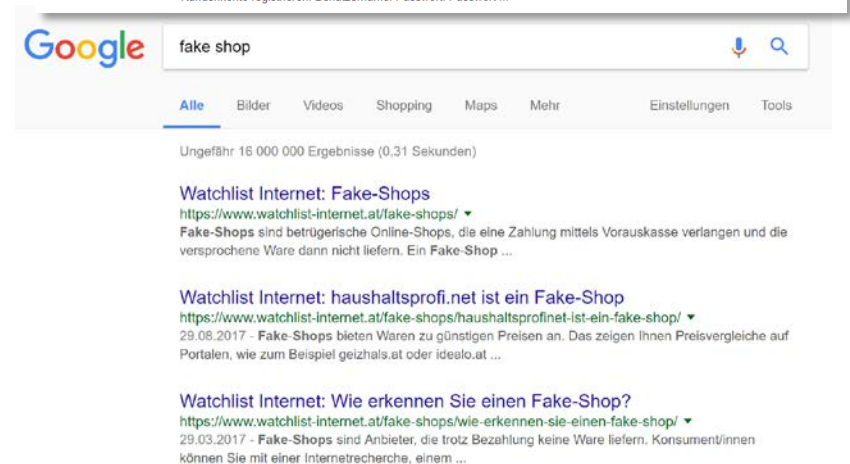 Kundenkonto registrieren. Benutzername. Passwort. Passwort ...
Google
fake shop
Alle Bilder Videos Shopping Maps Mehr Einstellungen Tools
Ungefähr 16 000 000 Ergebnisse (0,31 Sekunden)
Watchlist Internet: Fake-Shops
https://www.watchlist-internet.at/fake-shops/
Fake-Shops sind betrügerische Online-Shops, die eine Zahlung mittels Vorauskasse verlangen und die
versprochene Ware dann nicht liefern. Ein Fake-Shop ...
Watchlist Internet: haushaltsprofi.net ist ein Fake-Shop
https://www.watchlist-internet.at/fake-shops/haushaltsprofinet-ist-ein-fake-shop/
29.08.2017 - Fake-Shops bieten Waren zu günstigen Preisen an. Das zeigen Ihnen Preisvergleiche auf
Portalen, wie zum Beispiel geizhals.at oder idealo.at ...
Watchlist Internet: Wie erkennen Sie einen Fake-Shop?
https://www.watchlist-internet.at/fake-shops/wie-erkennen-sie-einen-fake-shop/
29.03.2017 - Fake-Shops sind Anbieter, die trotz Bezahlung keine Ware liefern. Konsument/innen
können Sie mit einer Internetrecherche, einem ...